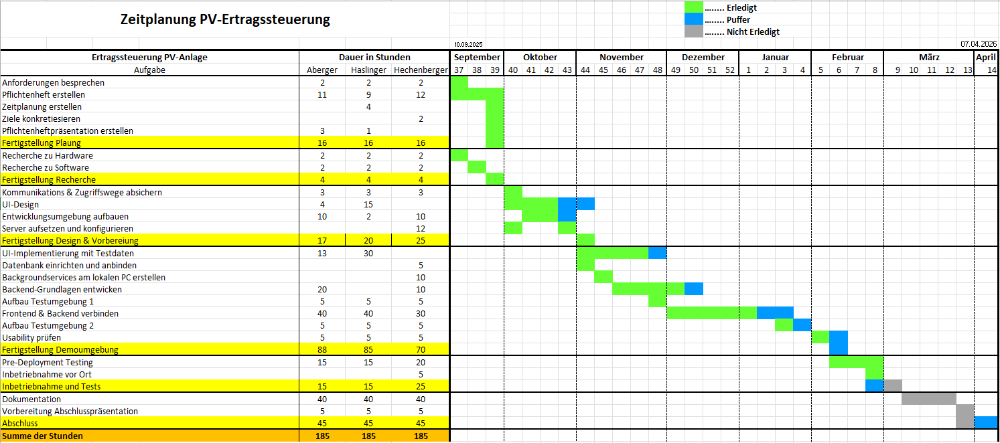 Zeitplanung PV-Ertragssteuerung
........ Erledigt
........ Puffer
........ Nicht Erledigt
10.09.2025 07.04.2026
Ertragssteuerung PV-Anlage Dauer in Stunden September Oktober November Dezember Januar Februar März April
Aufgabe Aberger Haslinger Hechenberger 37 38 39 40 41 42 43 44 45 46 47 48 49 50 51 52 1 2 3 4 5 6 7 8 9 10 11 12 13 14
Anforderungen besprechen 2 2 2
Pflichtenheft erstellen 11 9 12
Zeitplanung erstellen 4
Ziele konkretiesieren 2
Pflichtenheftpräsentation erstellen 3 1
Fertigstellung Plaung 16 16 16
Recherche zu Hardware 2 2 2
Recherche zu Software 2 2 2
Fertigstellung Recherche 4 4 4
Kommunikations & Zugriffswege absichern 3 3 3
UI-Design 4 15
Entwicklungsumgebung aufbauen 10 2 10
Server aufsetzen und konfigurieren 12
Fertigstellung Design & Vorbereiung 17 20 25
UI-Implementierung mit Testdaten 13 30
Datenbank einrichten und anbinden 5
Backgroundservices am lokalen PC erstellen 10
Backend-Grundlagen entwicken 20 10
Aufbau Testumgebung 1 5 5 5
Frontend & Backend verbinden 40 40 30
Aufbau Testumgebung 2 5 5 5
Usability prüfen 5 5 5
Fertigstellung Demoumgebung 88 85 70
Pre-Deployment Testing 15 15 20
Inbetriebnahme vor Ort 5
Inbetriebnahme und Tests 15 15 25
Dokumentation 40 40 40
Vorbereitung Abschlusspräsentation 5 5 5
Abschluss 45 45 45
Summe der Stunden 185 185 185